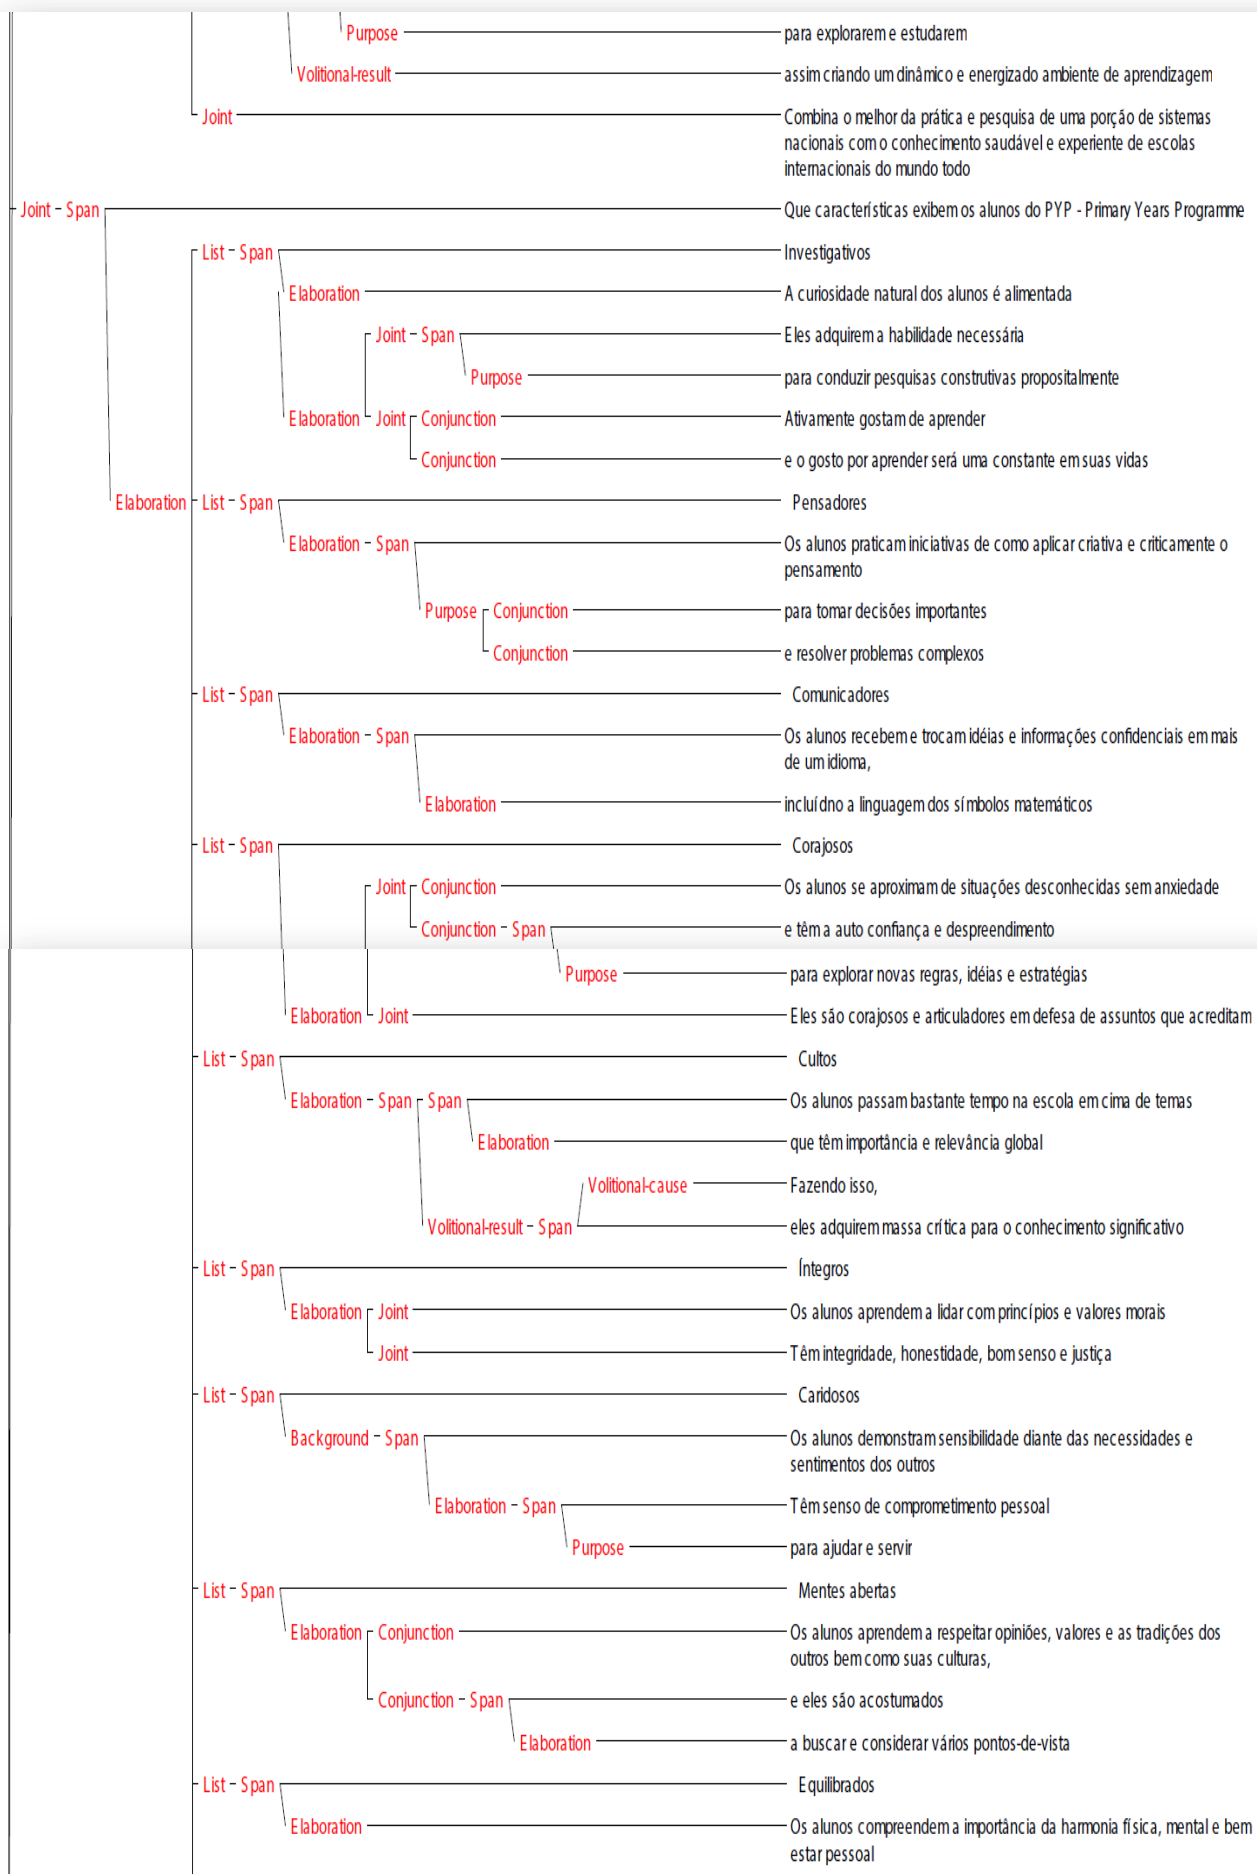 Purpose para explorarem e estudarem
Volitional-result assim criando um dinâmico e energizado ambiente de aprendizagem
Joint Combina o melhor da prática e pesquisa de uma porção de sistemas
nacionais com o conhecimento saudável e experiente de escolas
internacionais do mundo todo
Joint Span Que características exibem os alunos do PYP - Primary Years Programme
List Span Investigativos
Elaboration A curiosidade natural dos alunos é alimentada
Joint Span Eles adquirem a habilidade necessária
Purpose para conduzir pesquisas construtivas propositalmente
Elaboration Joint Conjunction Ativamente gostam de aprender
Conjunction e o gosto por aprender será uma constante em suas vidas
Elaboration List Span Pensadores
Elaboration Span Os alunos praticam iniciativas de como aplicar criativa e criticamente o
pensamento
Purpose Conjunction para tomar decisões importantes
Conjunction e resolver problemas complexos
List Span Comunicadores
Elaboration Span Os alunos recebem e trocam idéias e informações confidenciais em mais
de um idioma,
Elaboration incluídno a linguagem dos símbolos matemáticos
List Span Corajosos
Joint Conjunction Os alunos se aproximam de situações desconhecidas sem anxiedade
Conjunction Span e têm a auto confiança e despreendimento
Purpose para explorar novas regras, idéias e estratégias
Elaboration Joint Eles são corajosos e articuladores em defesa de assuntos que acreditam
List Span Cultos
Elaboration Span Span Os alunos passam bastante tempo na escola em cima de temas
Elaboration que têm importância e relevância global
Volitional-cause Fazendo isso,
Volitional-result Span eles adquirem massa crítica para o conhecimento significativo
List Span Íntegros
Elaboration Joint Os alunos aprendem a lidar com princípios e valores morais
Joint Têm integridade, honestidade, bom senso e justiça
List Span Caridosos
Background Span Os alunos demonstram sensibilidade diante das necessidades e
sentimentos dos outros
Elaboration Span Têm senso de comprometimento pessoal
Purpose para ajudar e servir
List Span Mentes abertas
Elaboration Conjunction Os alunos aprendem a respeitar opiniões, valores e as tradições dos
outros bem como suas culturas,
Conjunction Span e eles são acostumados
Elaboration a buscar e considerar vários pontos-de-vista
List Span Equilibrados
Elaboration Os alunos compreendem a importância da harmonia física, mental e bem
estar pessoal